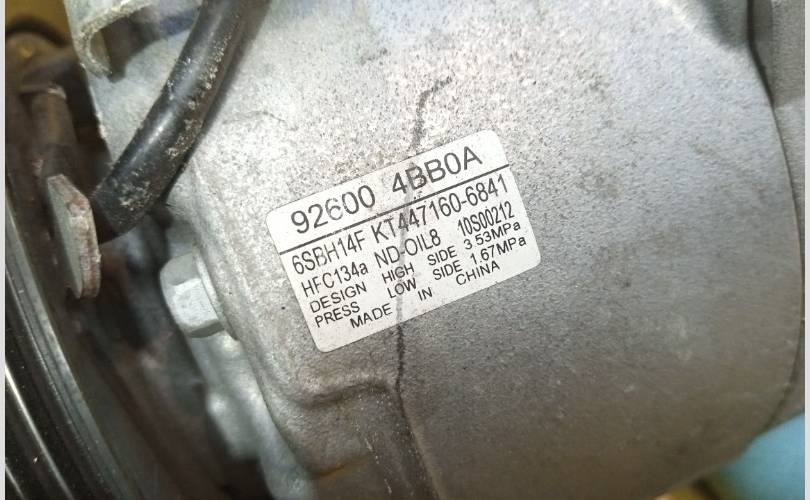 92600 4BB0A
6SBH14F KT447160-6841
HFC134a ND-OIL8 10S00212
DESIGN HIGH SIDE 3.53MPa
PRESS LOW SIDE 1.67MPa
MADE IN CHINA